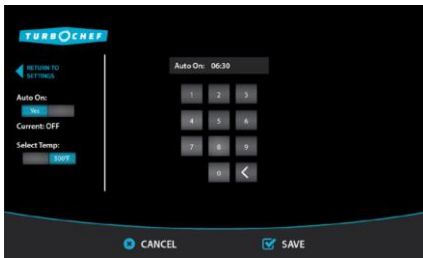 TURBOCHEF
RETURN TO
SETTINGS
Auto On:
Yes
Current: OFF
Select Temp:
500°F
Auto On: 06:30
1 2 3
4 5 6
7 8 9
0
CANCEL
SAVE